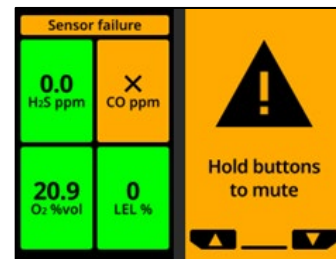 Sensor failure
0.0
H₂S ppm
CO ppm
20.9
O₂ %vol
0
LEL %
Hold buttons
to mute